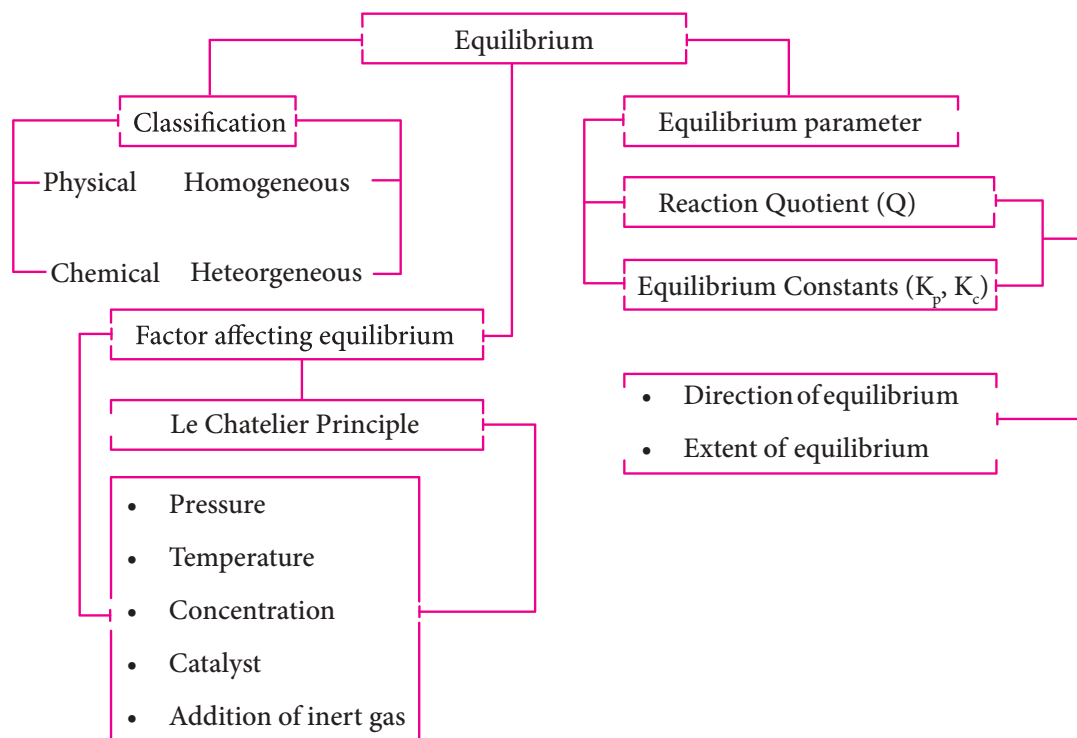 Equilibrium
Classification
Physical Homogeneous
Chemical Heteorgeneous
Factor affecting equilibrium
Le Chatelier Principle
• Pressure
• Temperature
• Concentration
• Catalyst
• Addition of inert gas
Equilibrium parameter
Reaction Quotient (Q)
Equilibrium Constants (Kp, Kc)
• Direction of equilibrium
• Extent of equilibrium